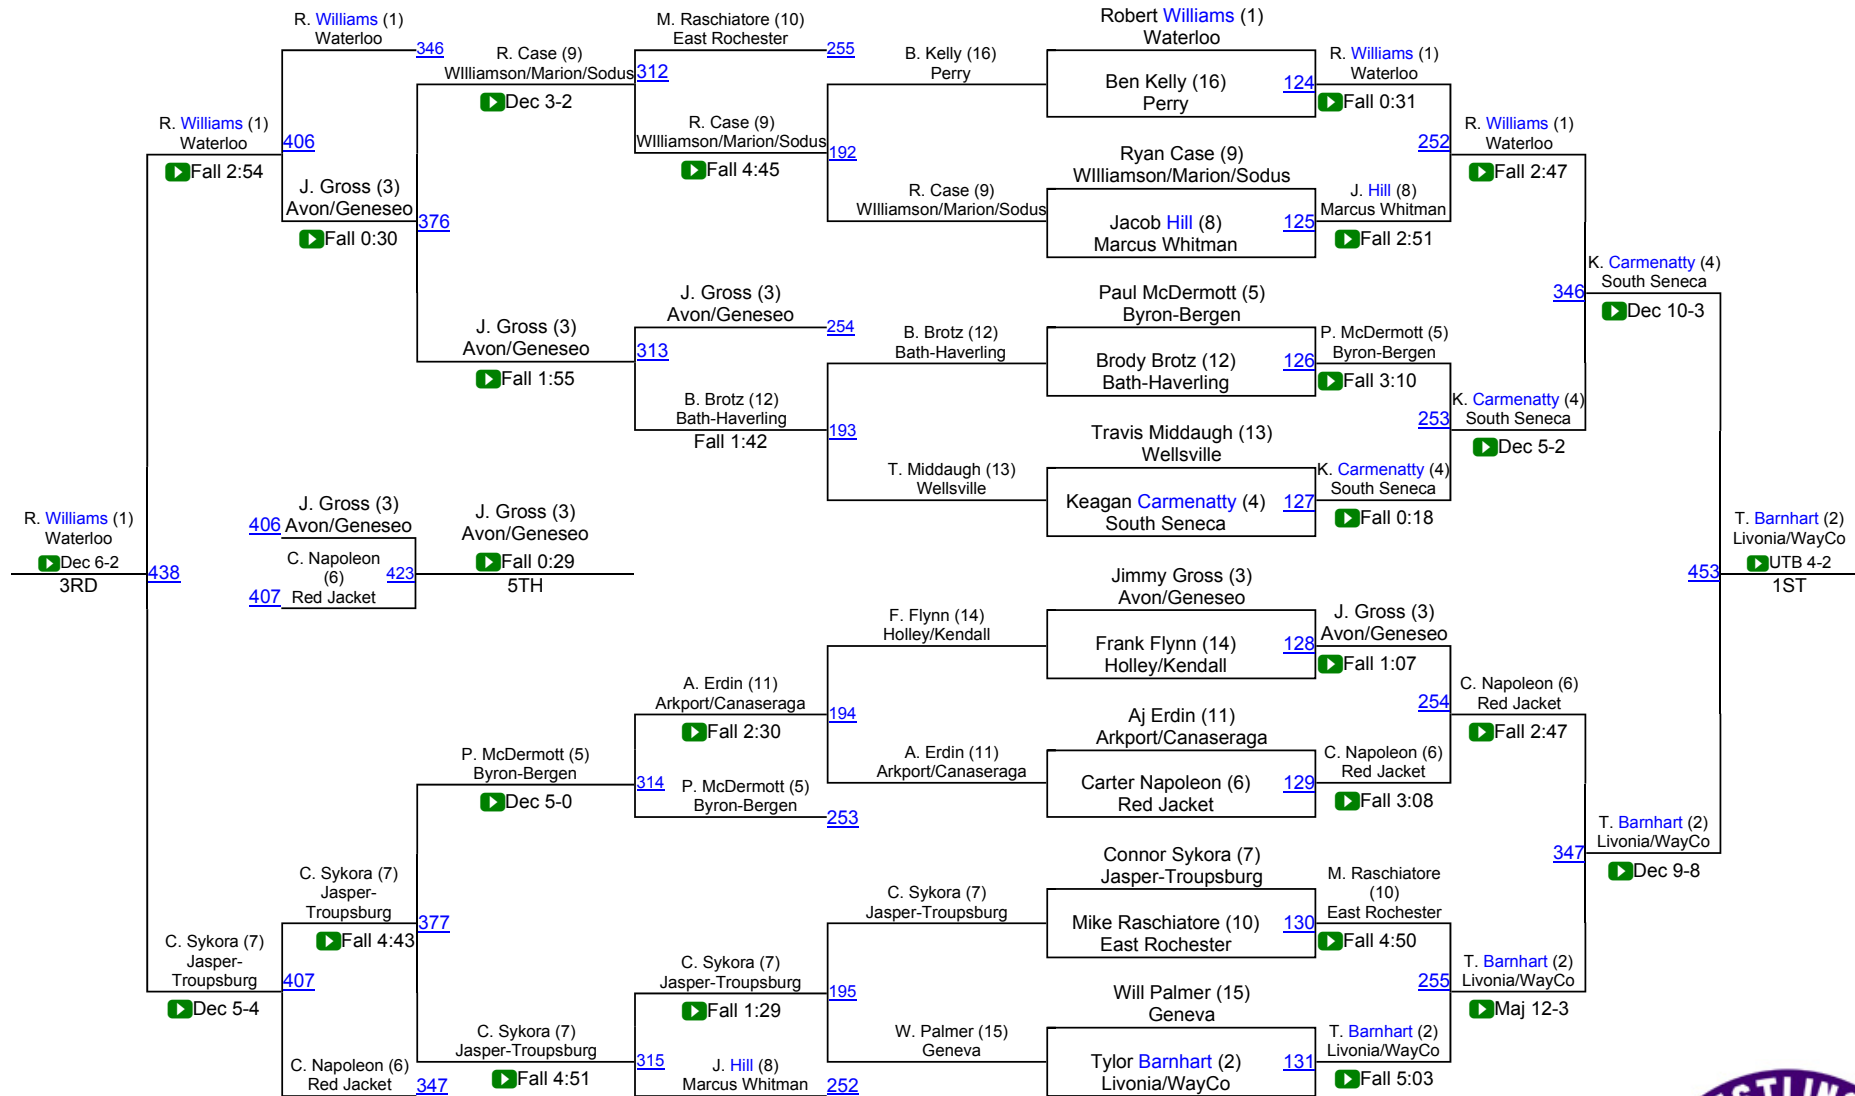 R. Williams (1)
Waterloo
346
R. Case (9)
WIlliamson/Marion/Sodus
312
Dec 3-2
M. Raschiatore (10)
East Rochester
255
B. Kelly (16)
Perry
Robert Williams (1)
Waterloo
Ben Kelly (16)
Perry
124
R. Williams (1)
Waterloo
Fall 0:31
R. Williams (1)
Waterloo
Fall 2:54
406
R. Case (9)
WIlliamson/Marion/Sodus
Fall 4:45
192
Ryan Case (9)
WIlliamson/Marion/Sodus
252
R. Williams (1)
Waterloo
Fall 2:47
J. Gross (3)
Avon/Geneseo
Fall 0:30
376
R. Case (9)
WIlliamson/Marion/Sodus
Jacob Hill (8)
Marcus Whitman
125
J. Hill (8)
Marcus Whitman
Fall 2:51
K. Carmenatty (4)
South Seneca
346
Dec 10-3
J. Gross (3)
Avon/Geneseo
Fall 1:55
J. Gross (3)
Avon/Geneseo
254
313
B. Brotz (12)
Bath-Haverling
Paul McDermott (5)
Byron-Bergen
Brody Brotz (12)
Bath-Haverling
126
P. McDermott (5)
Byron-Bergen
Fall 3:10
B. Brotz (12)
Bath-Haverling
Fall 1:42
193
Travis Middaugh (13)
Wellsville
253
K. Carmenatty (4)
South Seneca
Dec 5-2
T. Middaugh (13)
Wellsville
Keagan Carmenatty (4)
South Seneca
127
K. Carmenatty (4)
South Seneca
Fall 0:18
R. Williams (1)
Waterloo
Dec 6-2
3RD
438
J. Gross (3)
406
Avon/Geneseo
C. Napoleon
(6)
Red Jacket
407
423
J. Gross (3)
Avon/Geneseo
Fall 0:29
5TH
T. Barnhart (2)
Livonia/WayCo
UTB 4-2
453
1ST
F. Flynn (14)
Holley/Kendall
Jimmy Gross (3)
Avon/Geneseo
Frank Flynn (14)
Holley/Kendall
128
J. Gross (3)
Avon/Geneseo
Fall 1:07
A. Erdin (11)
Arkport/Canaseraga
Fall 2:30
194
Aj Erdin (11)
Arkport/Canaseraga
254
C. Napoleon (6)
Red Jacket
Fall 2:47
P. McDermott (5)
Byron-Bergen
Dec 5-0
314
P. McDermott (5)
Byron-Bergen
253
A. Erdin (11)
Arkport/Canaseraga
Carter Napoleon (6)
Red Jacket
129
C. Napoleon (6)
Red Jacket
Fall 3:08
347
T. Barnhart (2)
Livonia/WayCo
Dec 9-8
C. Sykora (7)
Jasper-
Troupsburg
Fall 4:43
377
C. Sykora (7)
Jasper-Troupsburg
Connor Sykora (7)
Jasper-Troupsburg
Mike Raschiatore (10)
East Rochester
130
M. Raschiatore
(10)
East Rochester
Fall 4:50
C. Sykora (7)
Jasper-
Troupsburg
Dec 5-4
407
C. Sykora (7)
Jasper-Troupsburg
Fall 1:29
195
Will Palmer (15)
Geneva
255
T. Barnhart (2)
Livonia/WayCo
Maj 12-3
C. Napoleon (6)
Red Jacket
347
C. Sykora (7)
Jasper-Troupsburg
Fall 4:51
315
J. Hill (8)
Marcus Whitman
252
W. Palmer (15)
Geneva
Tylor Barnhart (2)
Livonia/WayCo
131
T. Barnhart (2)
Livonia/WayCo
Fall 5:03